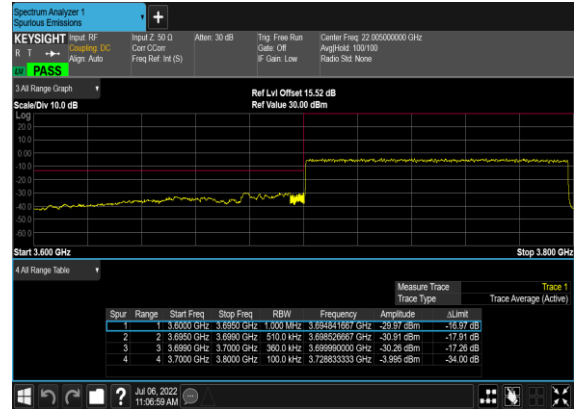 Spectrum Analyzer 1
Spurious Emissions
+
KEYSIGHT Input: RF Input Z: 50 Ω Atten: 30 dB Trig: Free Run Center Freq: 22.005000000 GHz
R T Coupling: DC Corr CCorr Gate: Off Avg|Hold: 100/100
Align: Auto Freq Ref: Int (S) IF Gain: Low Radio Std: None
PASS
3 All Range Graph
Ref Lvl Offset 15.52 dB
Scale/Div 10.0 dB Ref Value 30.00 dBm
Log
20.0
10.0
0.00
-10.0
-20.0
-30.0
-40.0
-50.0
-60.0
Start 3.600 GHz Stop 3.800 GHz
4 All Range Table
Measure Trace Trace 1
Trace Type Trace Average (Active)
Spur Range Start Freq Stop Freq RBW Frequency Amplitude ΔLimit
1 1 3.6000 GHz 3.6950 GHz 1.000 MHz 3.694841667 GHz -29.97 dBm -16.97 dB
2 2 3.6950 GHz 3.6990 GHz 510.0 kHz 3.698526667 GHz -30.91 dBm -17.91 dB
3 3 3.6990 GHz 3.7000 GHz 360.0 kHz 3.699990000 GHz -30.26 dBm -17.26 dB
4 4 3.7000 GHz 3.8000 GHz 100.0 kHz 3.728833333 GHz -3.995 dBm -34.00 dB
? Jul 06, 2022
11:06:59 AM